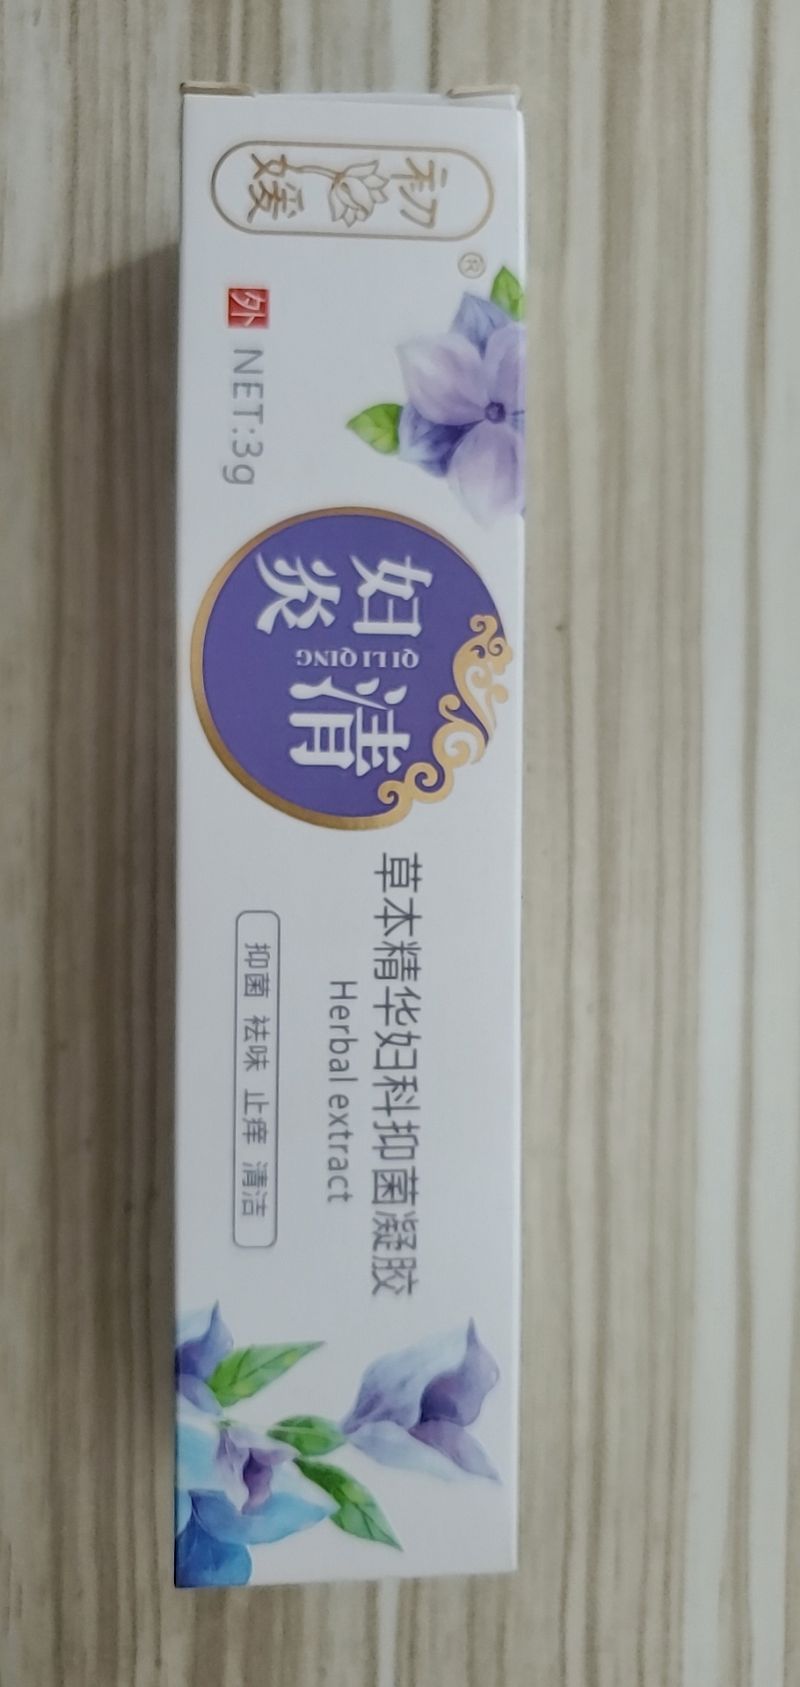 初媛
®
外
NET:3g
妇炎
QI LI QING
清
草本精华妇科抑菌凝胶
Herbal extract
抑菌 祛味 止痒 清洁